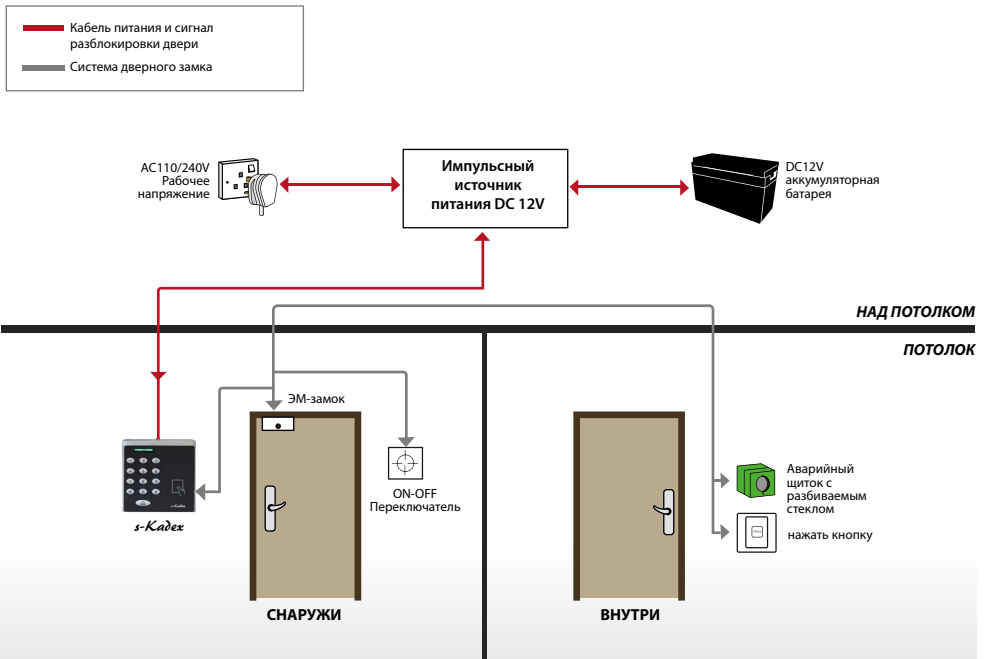 Кабель питания и сигнал
разблокировки двери
Система дверного замка
AC110/240V
Рабочее
напряжение
Импульсный
источник
питания DC 12V
DC12V
аккумуляторная
батарея
НАД ПОТОЛКОМ
ПОТОЛОК
ЭМ-замок
s-Kadex
ON-OFF
Переключатель
Аварийный
щиток с
разбиваемым
стеклом
нажать кнопку
СНАРУЖИ
ВНУТРИ